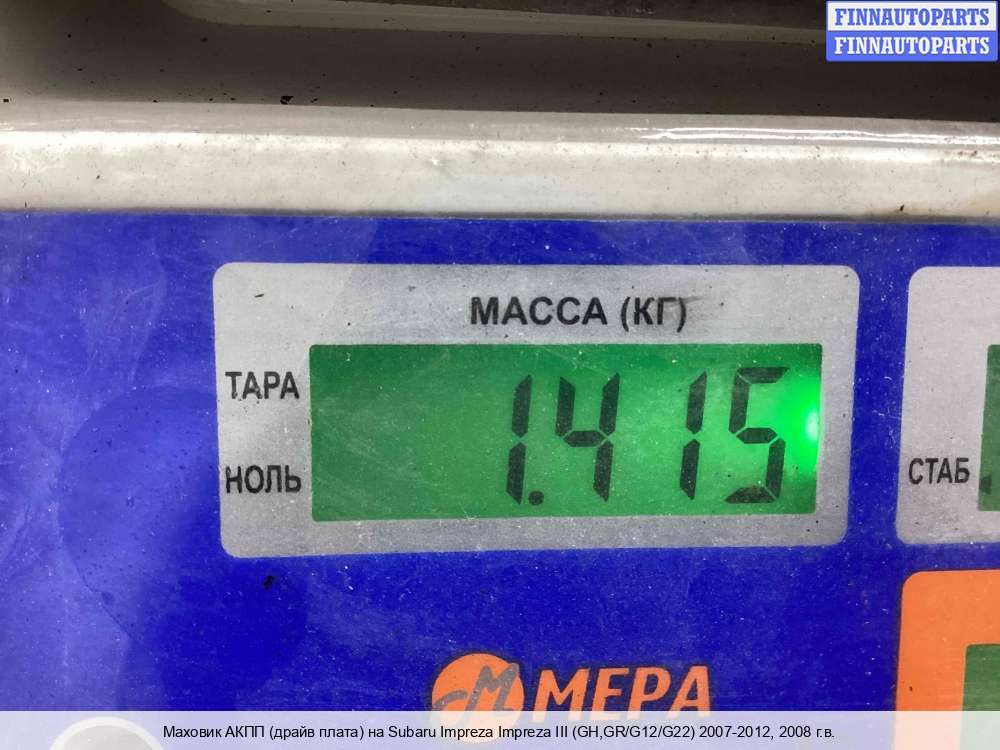 FINNAUTOPARTS
FINNAUTOPARTS
МАССА (КГ)
ТАРА
1.415
НОЛЬ
СТАБ
МЕРА
Маховик АКПП (драйв плата) на Subaru Impreza Impreza III (GH,GR/G12/G22) 2007-2012, 2008 г.в.